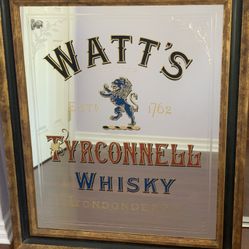 WATT'S
ESTD 1762
TYRCONNELL
WHISKY
LONDONDERRY